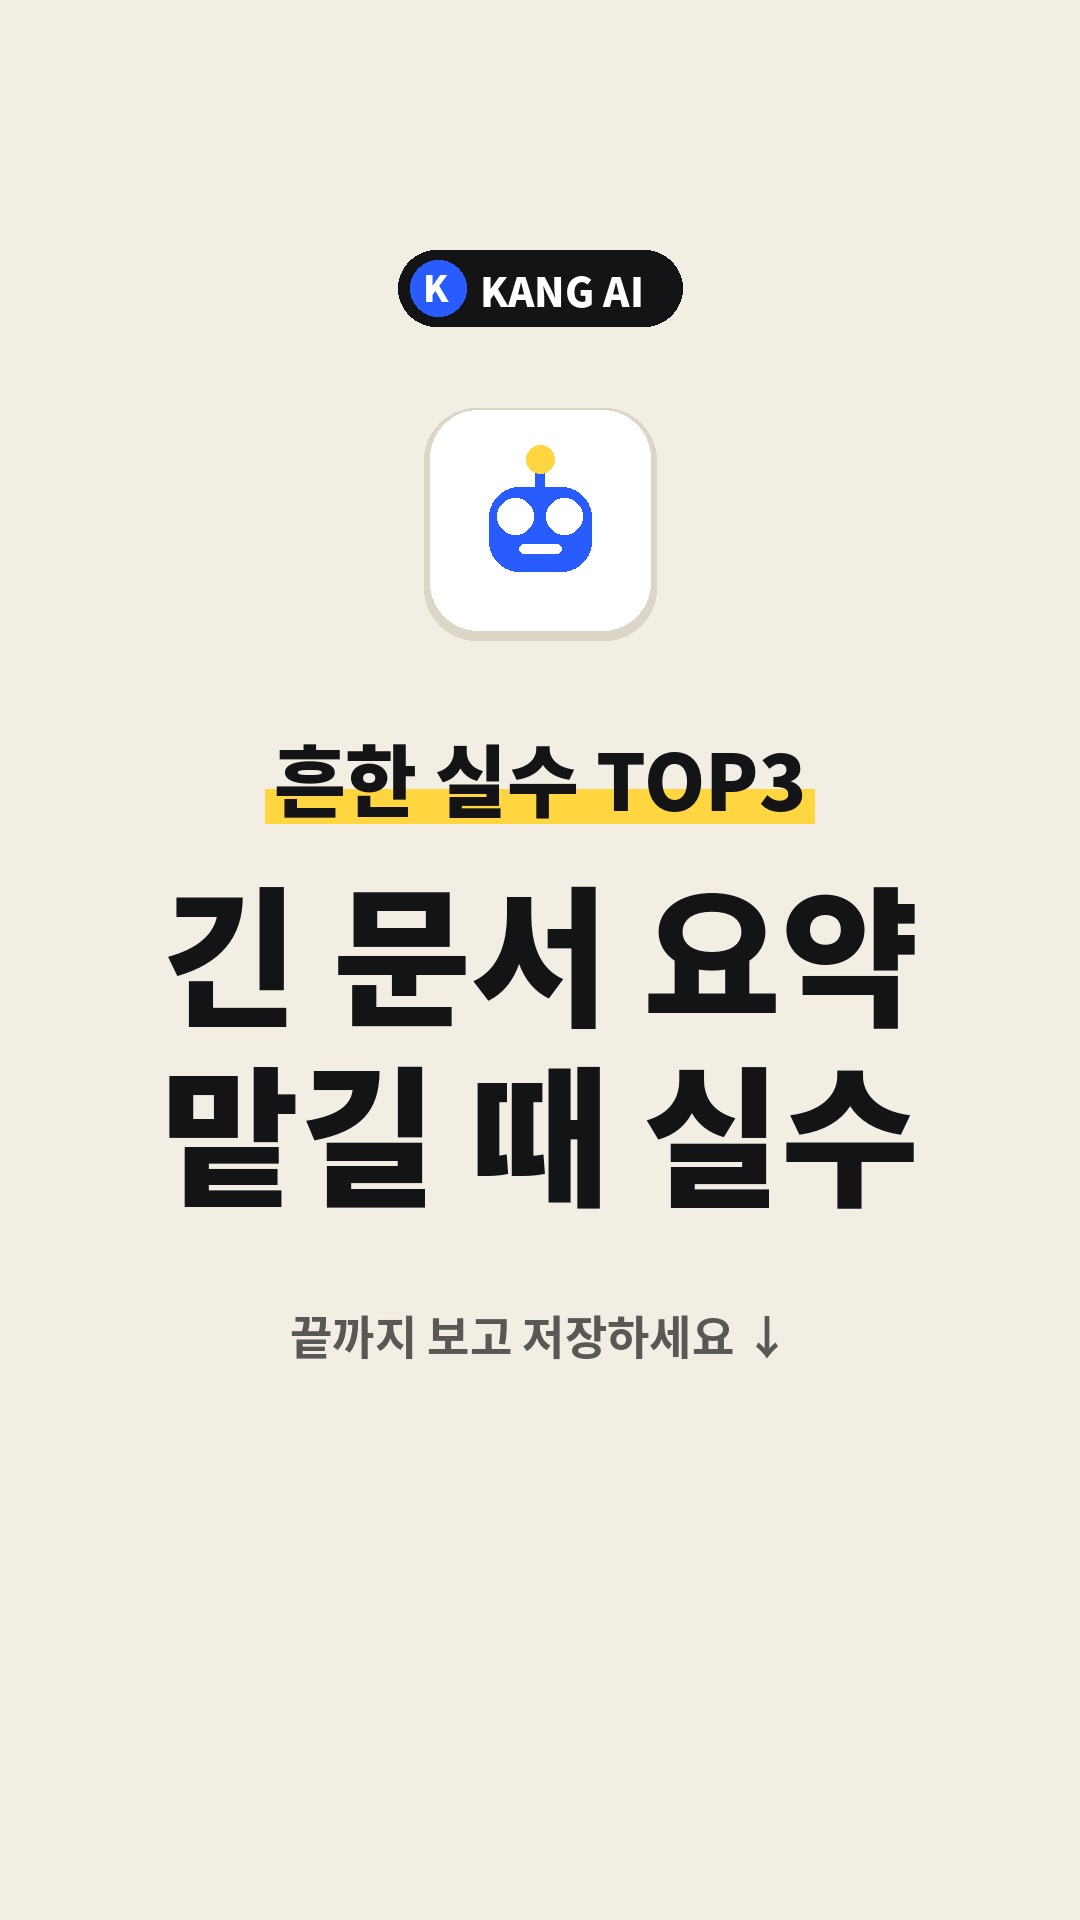 K KANG AI
흔한 실수 TOP3
긴 문서 요약
맡길 때 실수
끝까지 보고 저장하세요 ↓